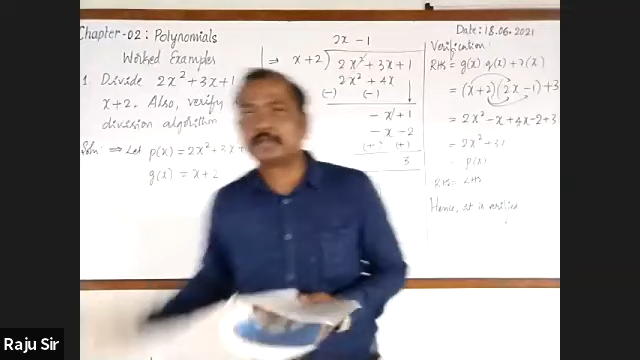 Chapter-02: Polynomials
Worked Examples
1. Divide 2x² + 3x + 1
x+2. Also, verify
division algorithm
Soln: ⇒ Let p(x) = 2x² + 3x +
g(x) = x + 2
2x - 1
⇒ x+2) 2x² + 3x + 1
2x² + 4x
(-) (-)
- x + 1
- x - 2
(+) (+)
3
Date: 18.06.2021
Verification
RHS = g(x) q(x) + r(x)
= (x+2)(2x-1)+3
= 2x² - x + 4x - 2 + 3
= 2x² + 3x
p(x)
RHS = LHS
Hence, it is verified
Raju Sir